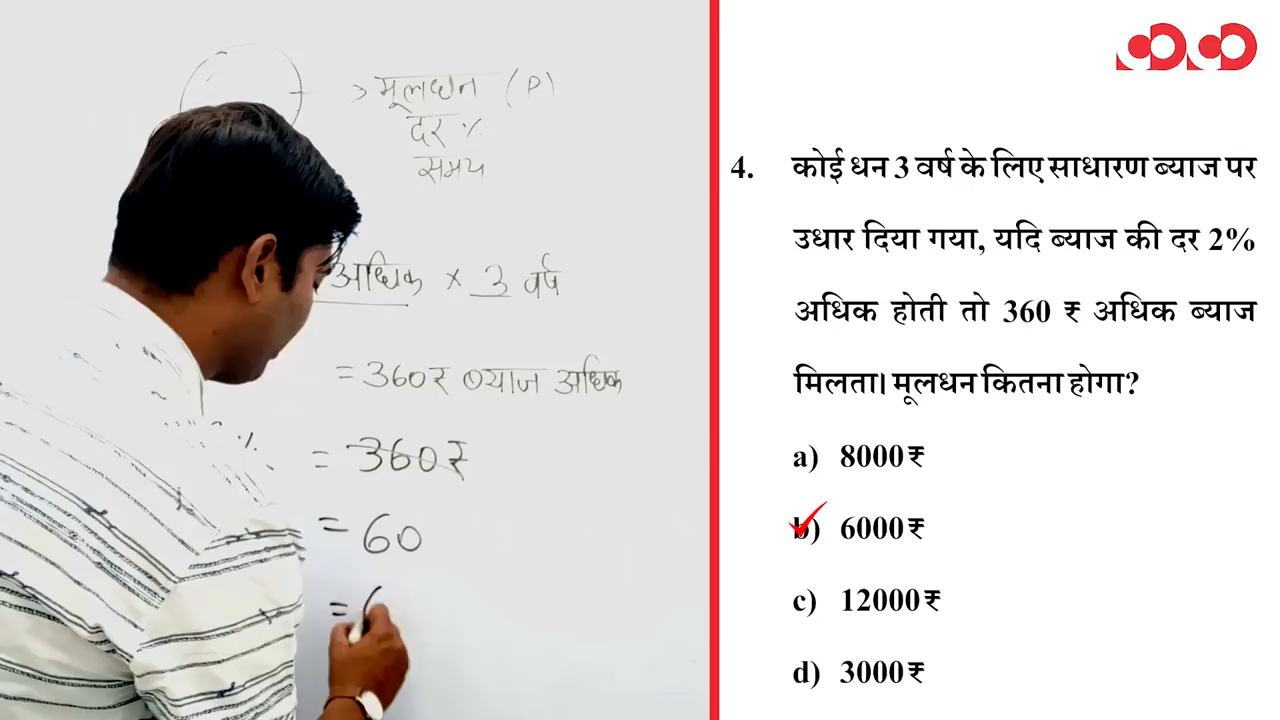 > मूलधन (P)
दर %
समय
अधिक × 3 वर्ष
= 360₹ ब्याज अधिक
%
= 360₹
= 60
= 6
4. कोई धन 3 वर्ष के लिए साधारण ब्याज पर
उधार दिया गया, यदि ब्याज की दर 2%
अधिक होती तो 360 ₹ अधिक ब्याज
मिलता। मूलधन कितना होगा?
a) 8000₹
b) 6000₹
c) 12000₹
d) 3000₹